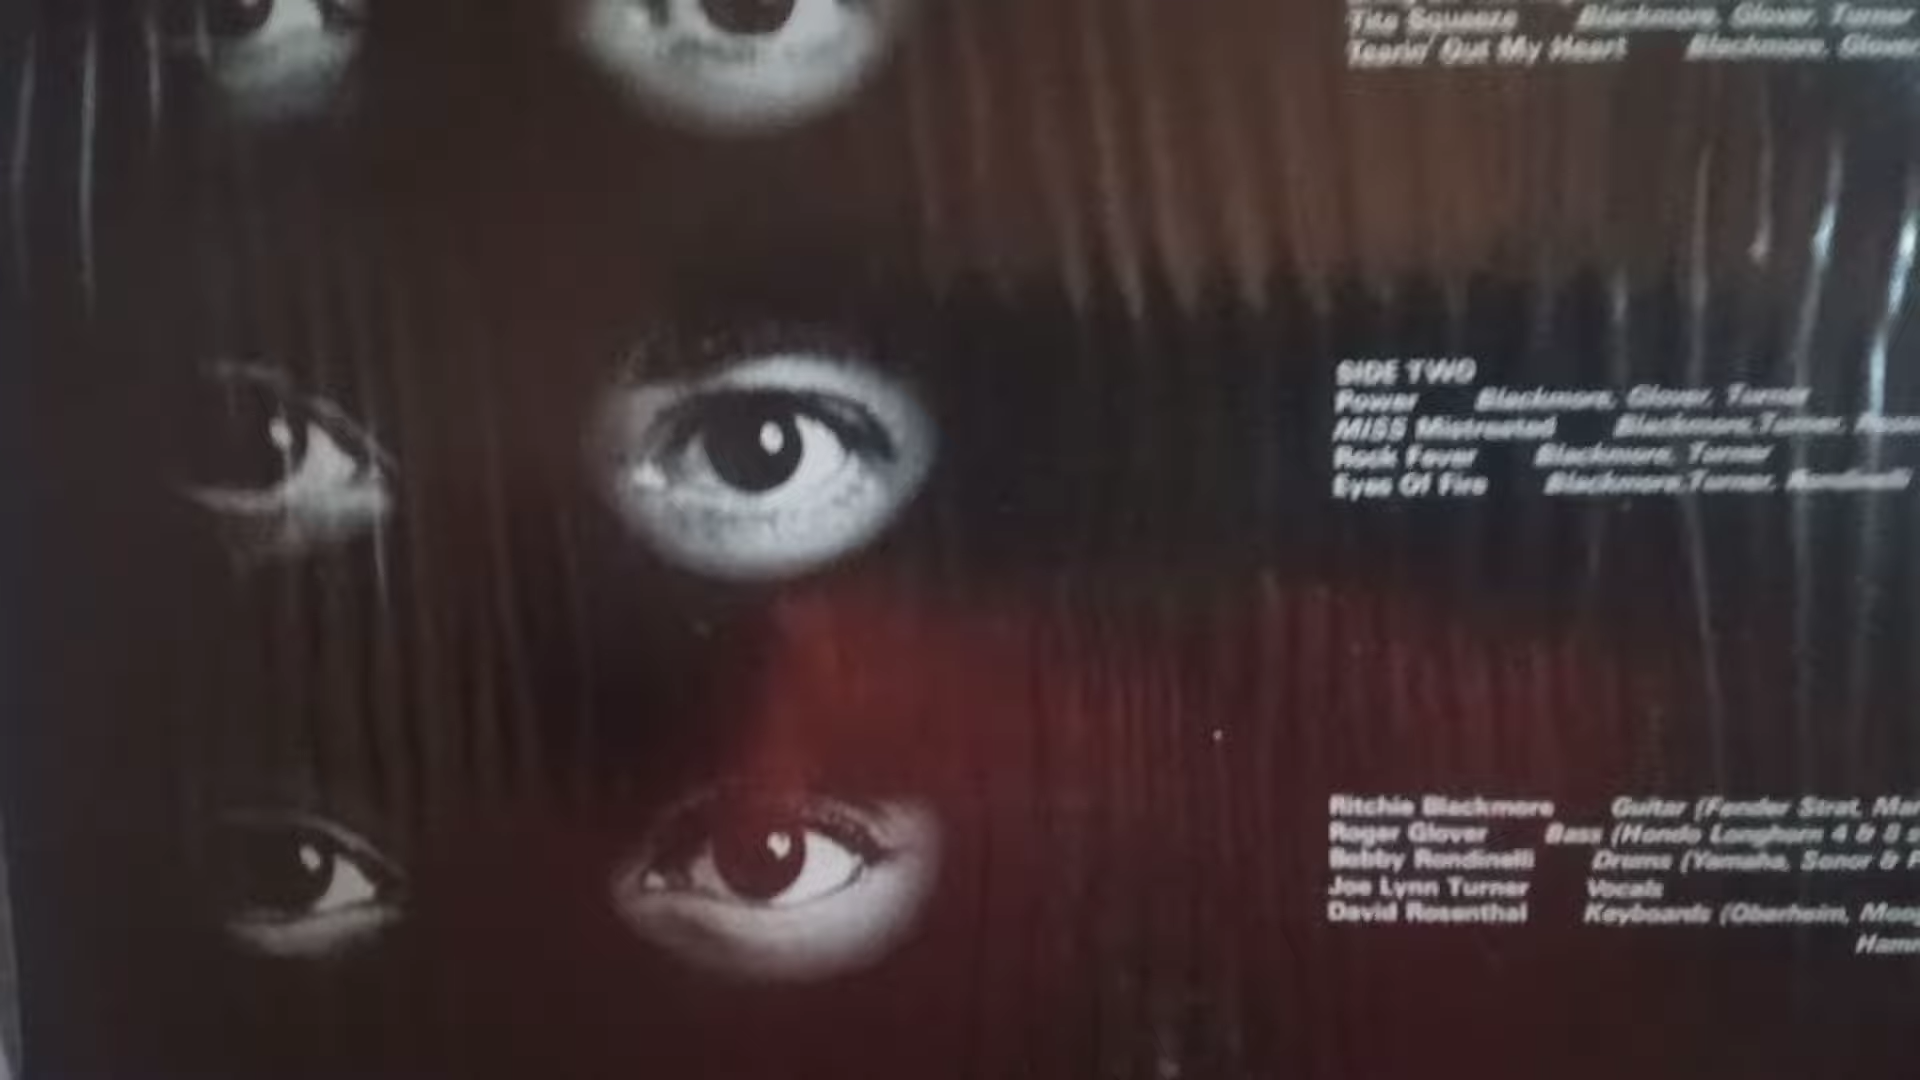 Tite Squeeze Blackmore, Glover, Turner
Tearin' Out My Heart Blackmore, Glover
SIDE TWO
Power Blackmore, Glover, Turner
MISS Mistreated Blackmore, Turner,
Rock Fever Blackmore, Turner
Eyes Of Fire Blackmore, Turner, Rondinelli
Ritchie Blackmore Guitar (Fender Strat,
Roger Glover Bass (Hondo Longhorn 4 & 8
Bobby Rondinelli Drums (Yamaha, Sonor &
Joe Lynn Turner Vocals
David Rosenthal Keyboards (Oberheim,